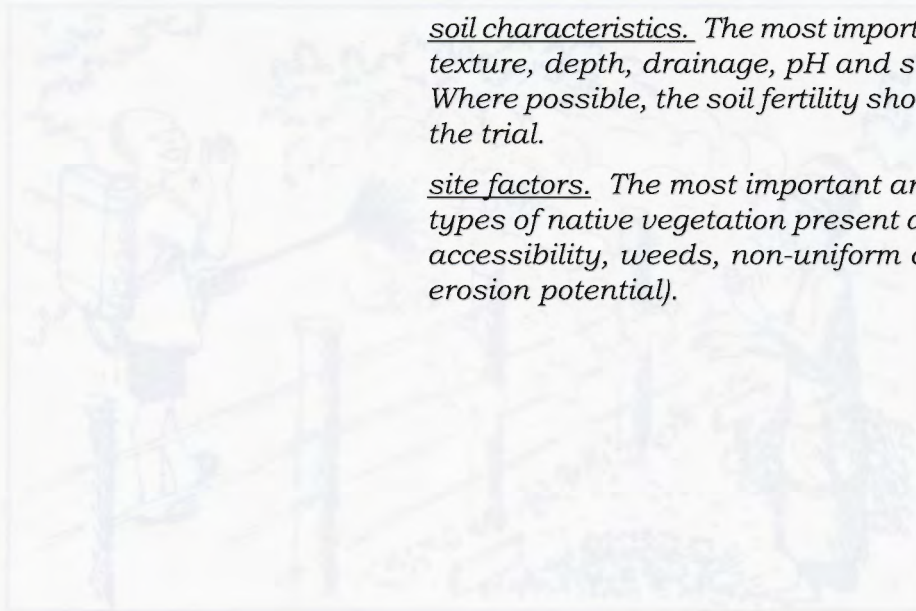 soil characteristics. The most import
texture, depth, drainage, pH and s
Where possible, the soil fertility sho
the trial.
site factors. The most important ar
types of native vegetation present
accessibility, weeds, non-uniform
erosion potential).